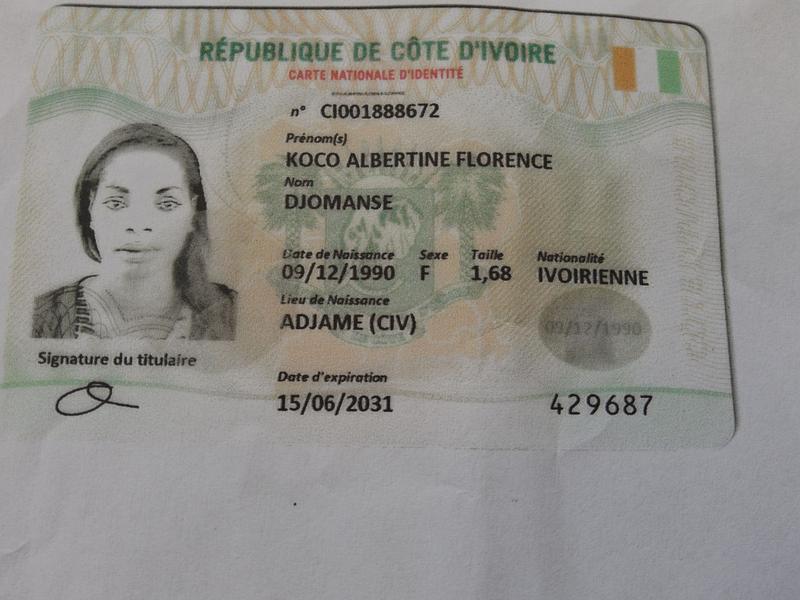 RÉPUBLIQUE DE CÔTE D'IVOIRE
CARTE NATIONALE D'IDENTITÉ
n° CI001888672
Prénom(s)
KOCO ALBERTINE FLORENCE
Nom
DJOMANSE
Date de Naissance Sexe Taille Nationalité
09/12/1990 F 1,68 IVOIRIENNE
Lieu de Naissance
ADJAME (CIV)
09/12/1990
Signature du titulaire
Date d'expiration
15/06/2031
429687